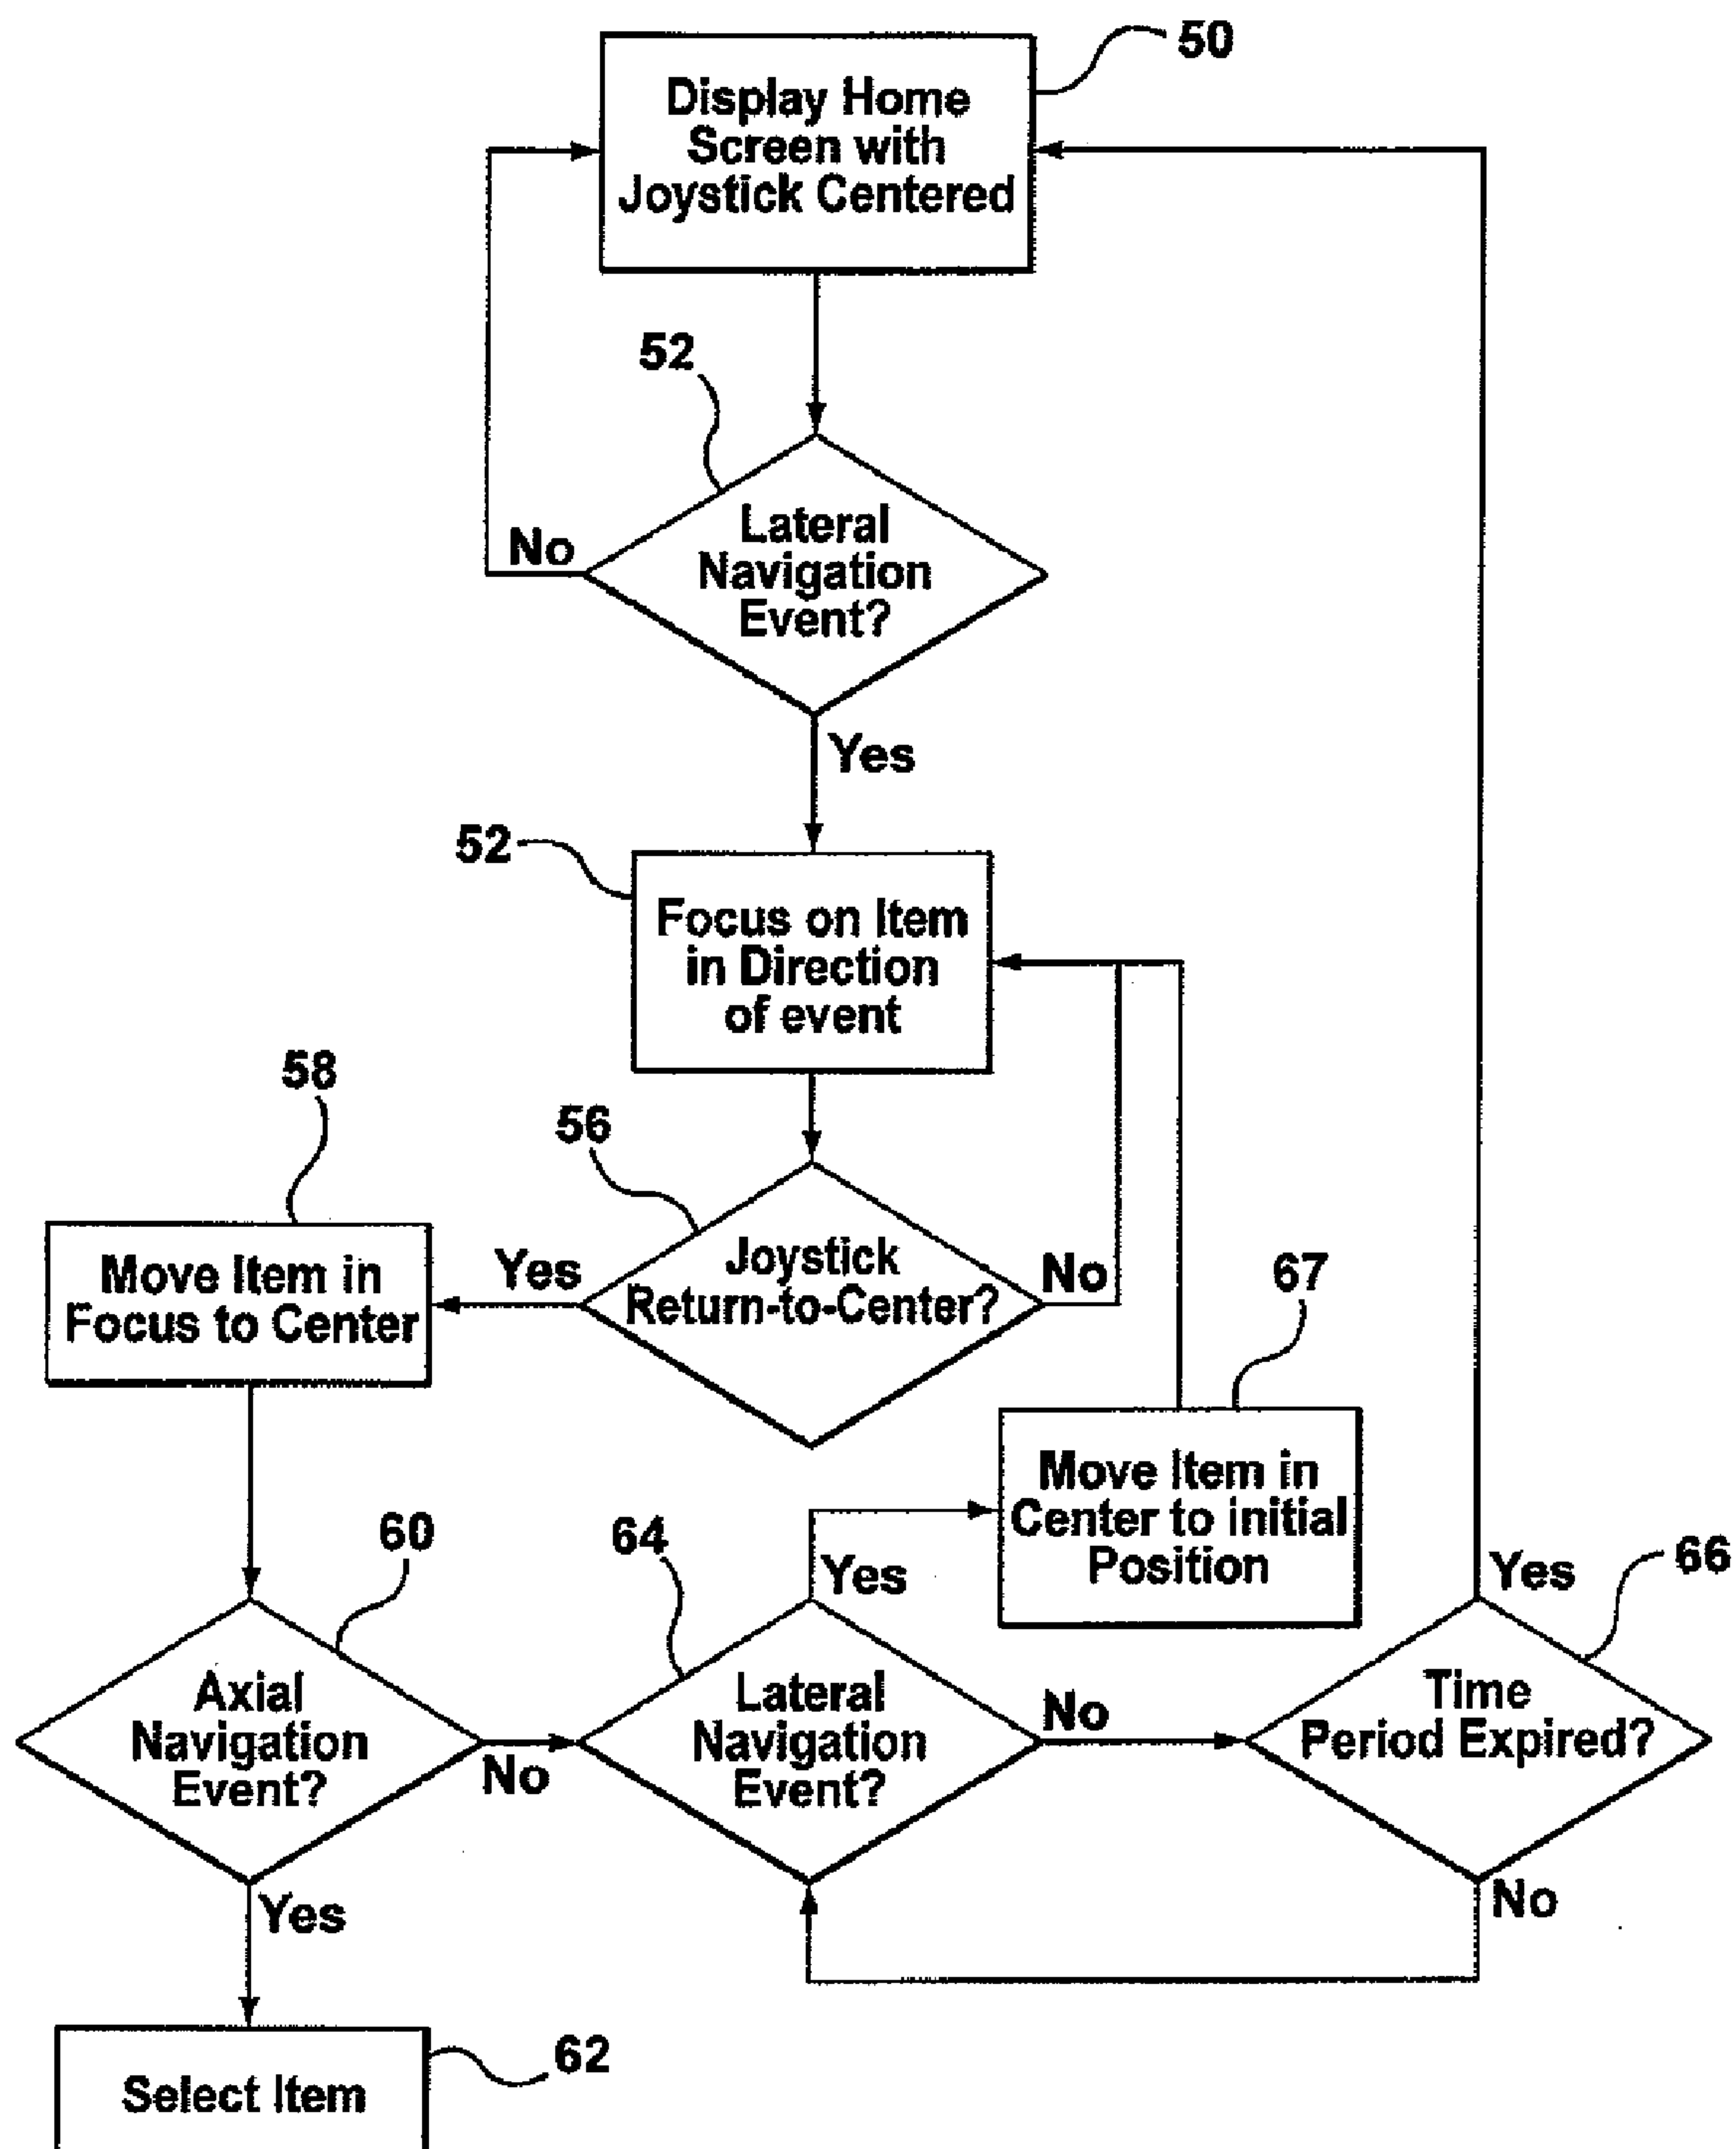 50
Display Home
Screen with
Joystick Centered
52
Lateral
Navigation
Event?
No
Yes
52
Focus on Item
in Direction
of event
58
56
Move Item in
Focus to Center
Yes
Joystick
Return-to-Center?
No
67
Move Item in
Center to initial
Position
60
64
Yes
Yes
66
Axial
Navigation
Event?
No
Lateral
Navigation
Event?
No
Time
Period Expired?
Yes
No
62
Select Item